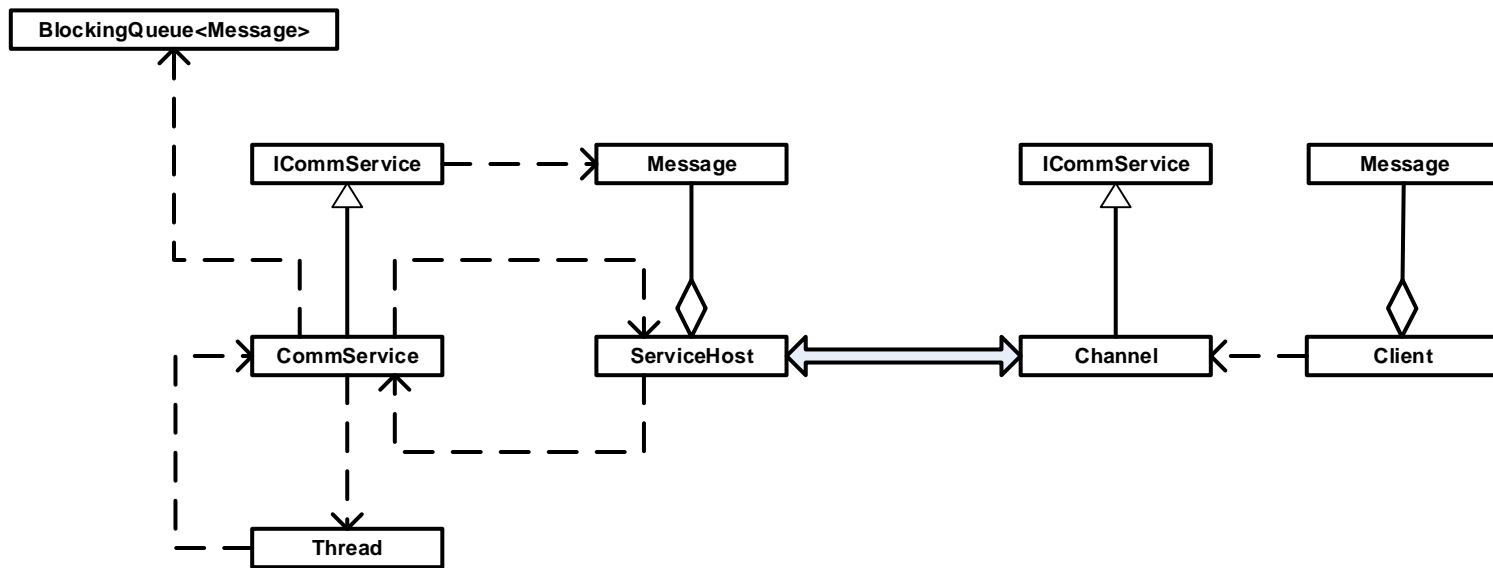 BlockingQueue<Message>
ICommService
Message
ICommService
Message
CommService
ServiceHost
Channel
Client
Thread